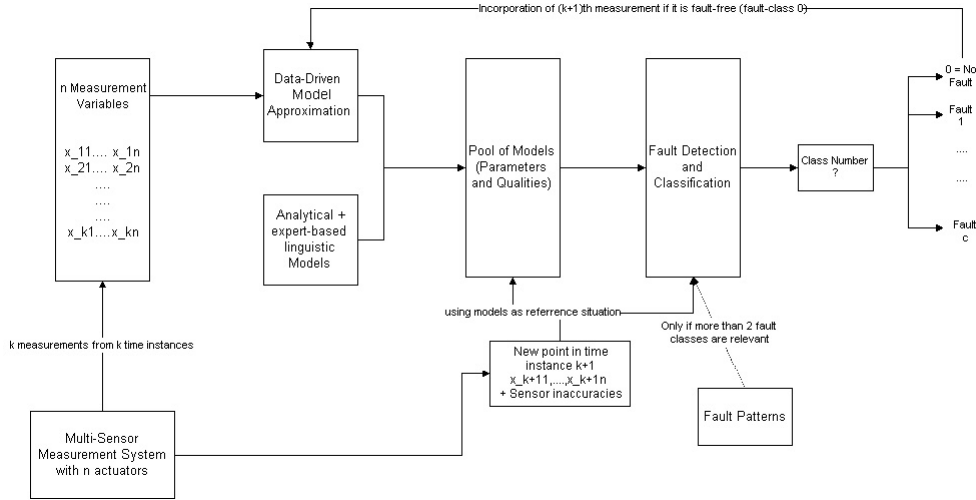 Incorporation of (k+1)th measurement if it is fault-free (fault-class 0)
n Measurement
Variables
x_11.... x_1n
x_21.... x_2n
....
....
....
x_k1....x_kn
Data-Driven
Model
Approximation
Analytical +
expert-based
linguistic
Models
Pool of Models
(Parameters
and Qualities)
Fault Detection
and
Classification
Class Number
?
0 = No
Fault
Fault
1
....
....
Fault
c
k measurements from k time instances
using models as referrence situation
Only if more than 2 fault
classes are relevant
New point in time
instance k+1
x_k+11,....,x_k+1n
+ Sensor inaccuracies
Fault Patterns
Multi-Sensor
Measurement System
with n actuators